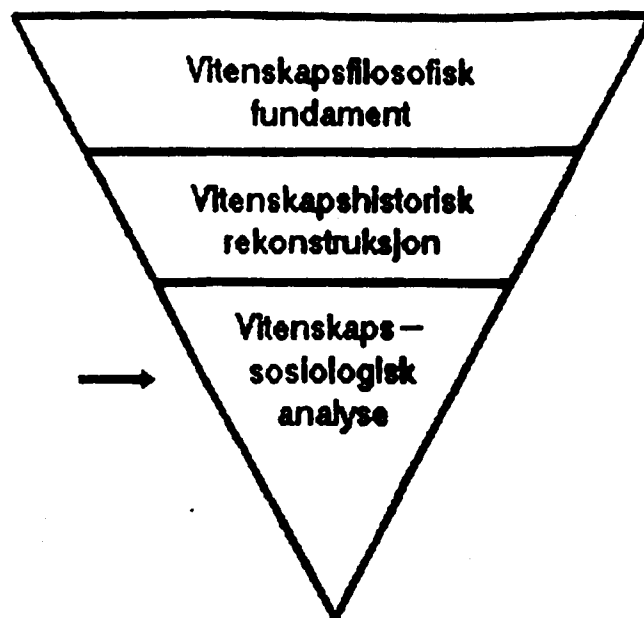 Vitenskapsfilosofisk
fundament
Vitenskapshistorisk
rekonstruksjon
Vitenskaps–
sosiologisk
analyse